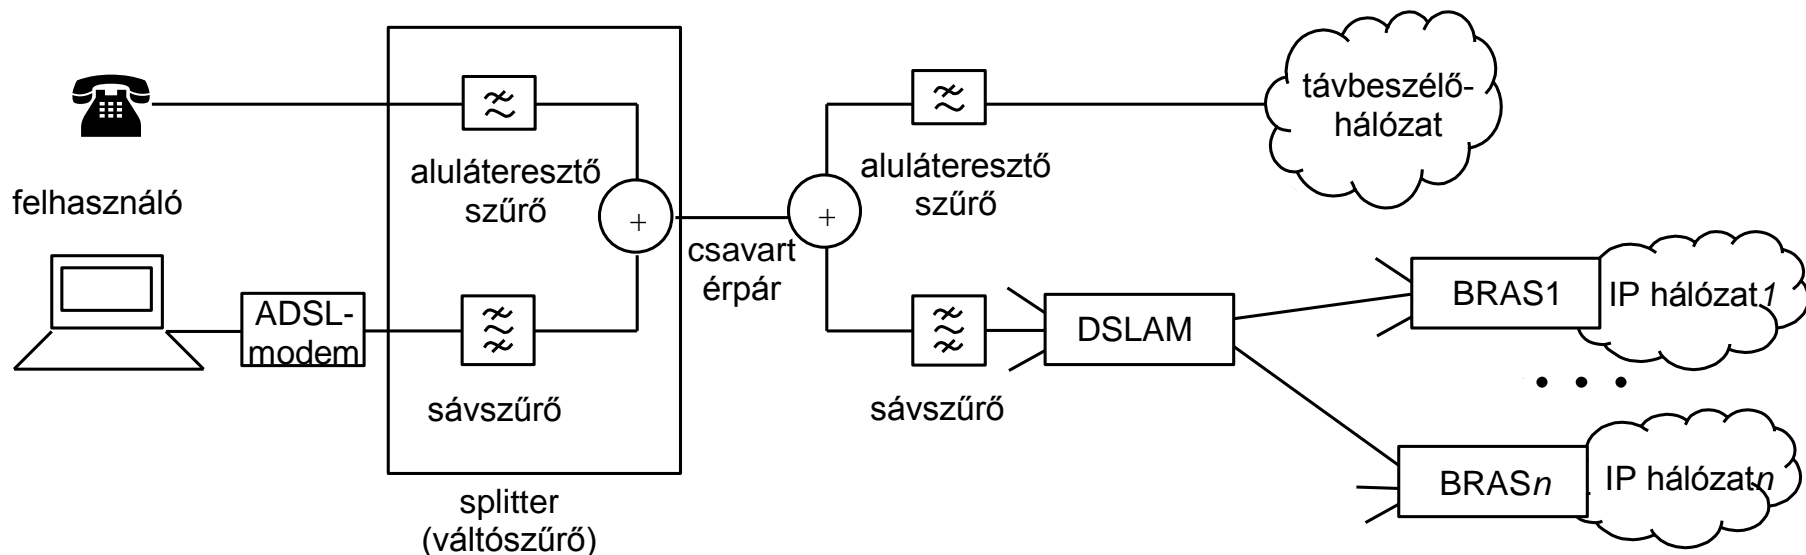 felhasználó
ADSL-
modem
aluláteresztő
szűrő
+
sávszűrő
splitter
(váltószűrő)
csavart
érpár
+
aluláteresztő
szűrő
sávszűrő
távbeszélő-
hálózat
DSLAM
BRAS1
IP hálózat1
• • •
BRASn
IP hálózatn